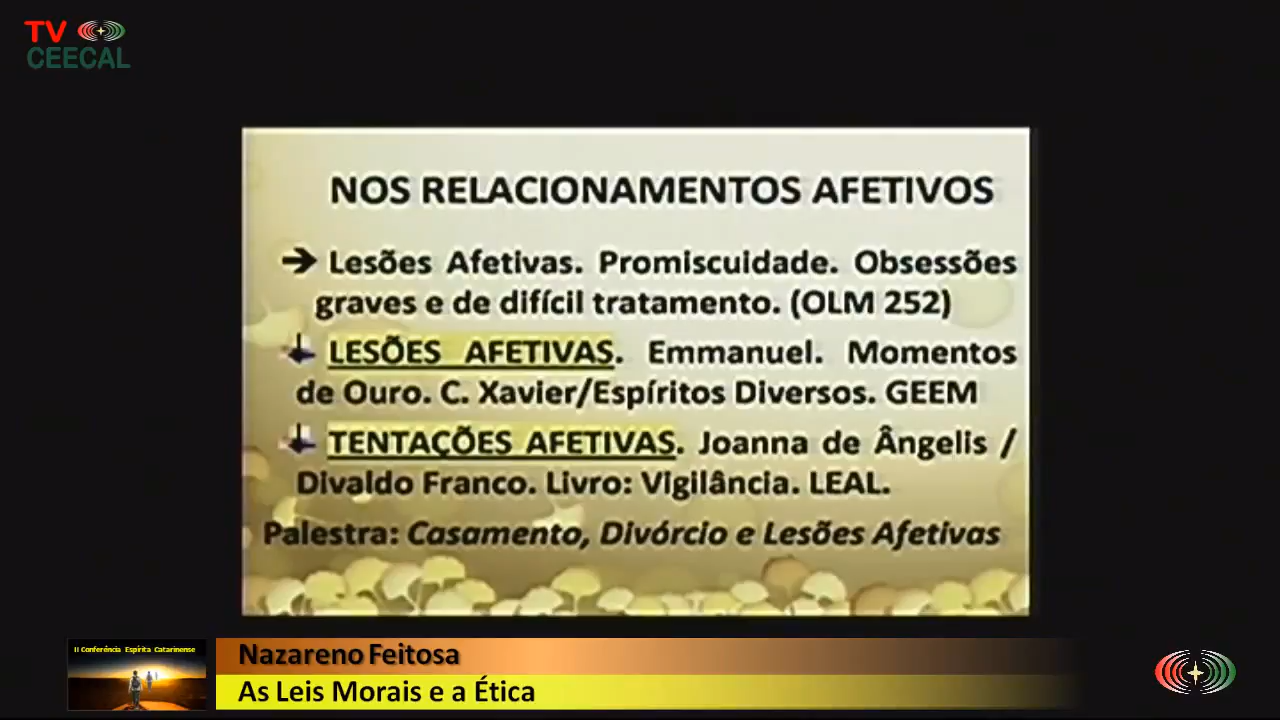 TV
CEECAL
NOS RELACIONAMENTOS AFETIVOS
➔ Lesões Afetivas. Promiscuidade. Obsessões
graves e de difícil tratamento. (OLM 252)
LESÕES AFETIVAS. Emmanuel. Momentos
de Ouro. C. Xavier/Espíritos Diversos. GEEM
TENTAÇÕES AFETIVAS. Joanna de Ângelis /
Divaldo Franco. Livro: Vigilância. LEAL.
Palestra: Casamento, Divórcio e Lesões Afetivas
II Conferência Espírita Catarinense
Nazareno Feitosa
As Leis Morais e a Ética